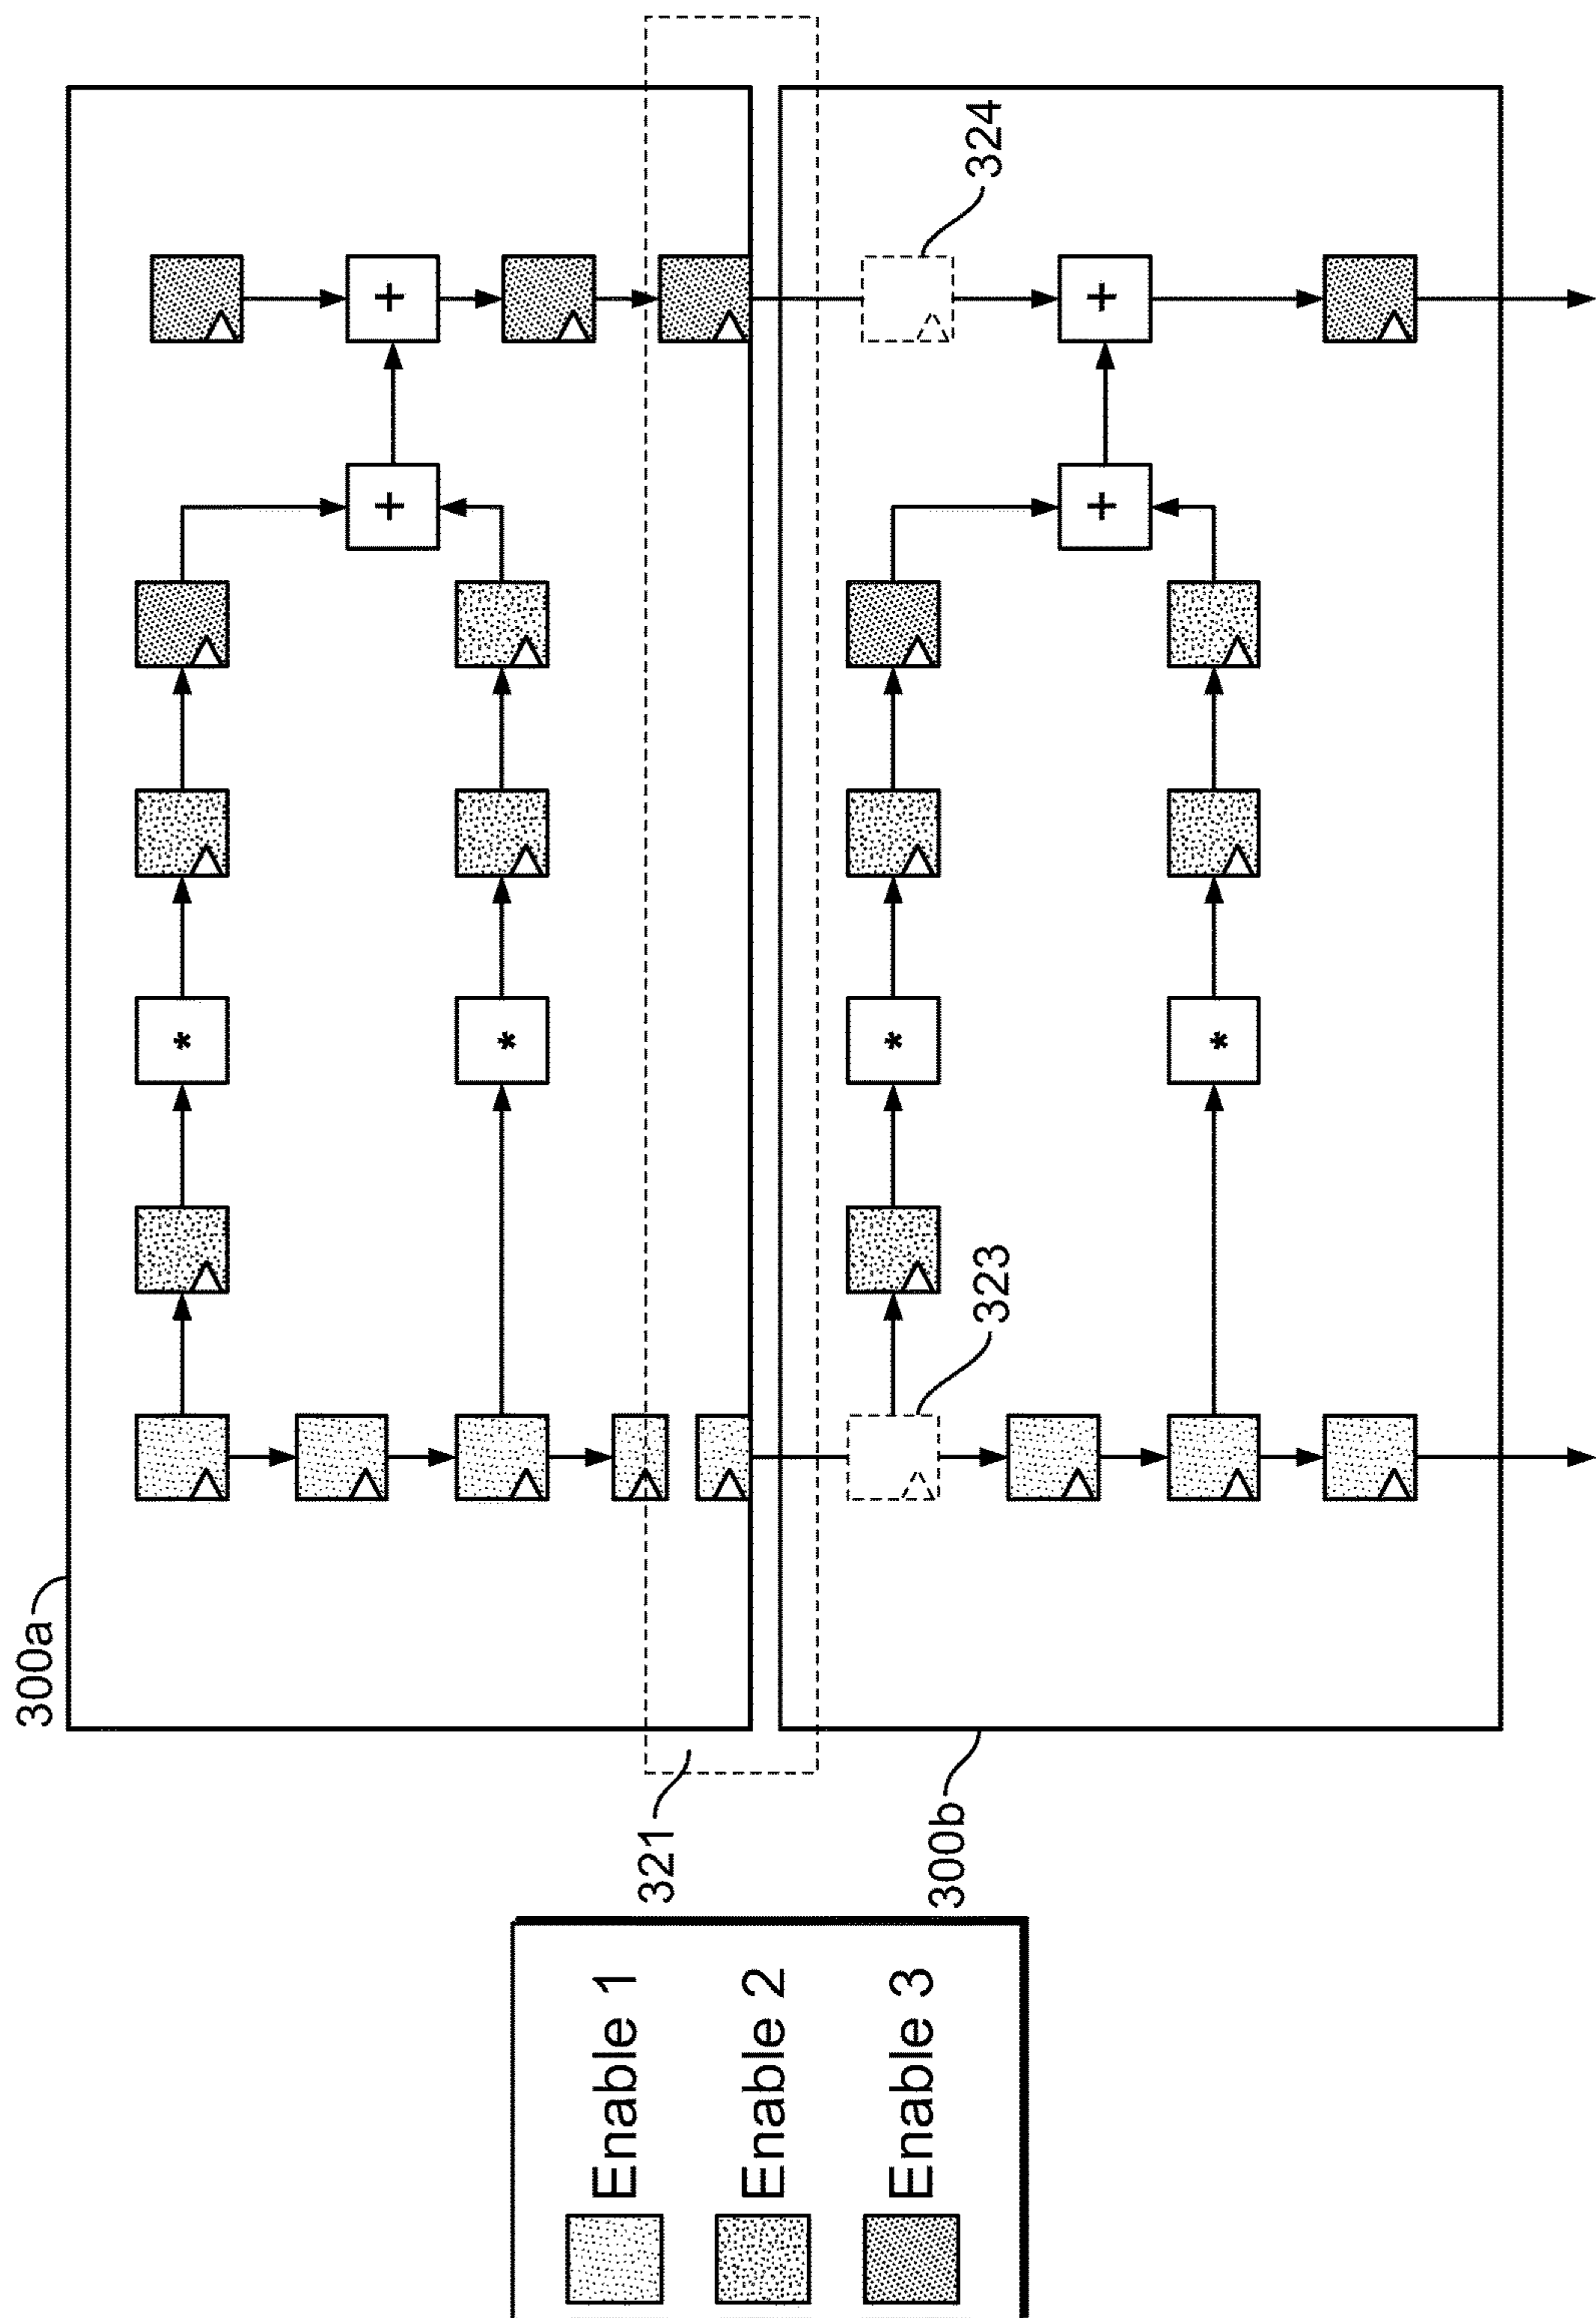 300a
300b
321
323
324
+
+
*
*
+
+
*
*
Enable 1
Enable 2
Enable 3